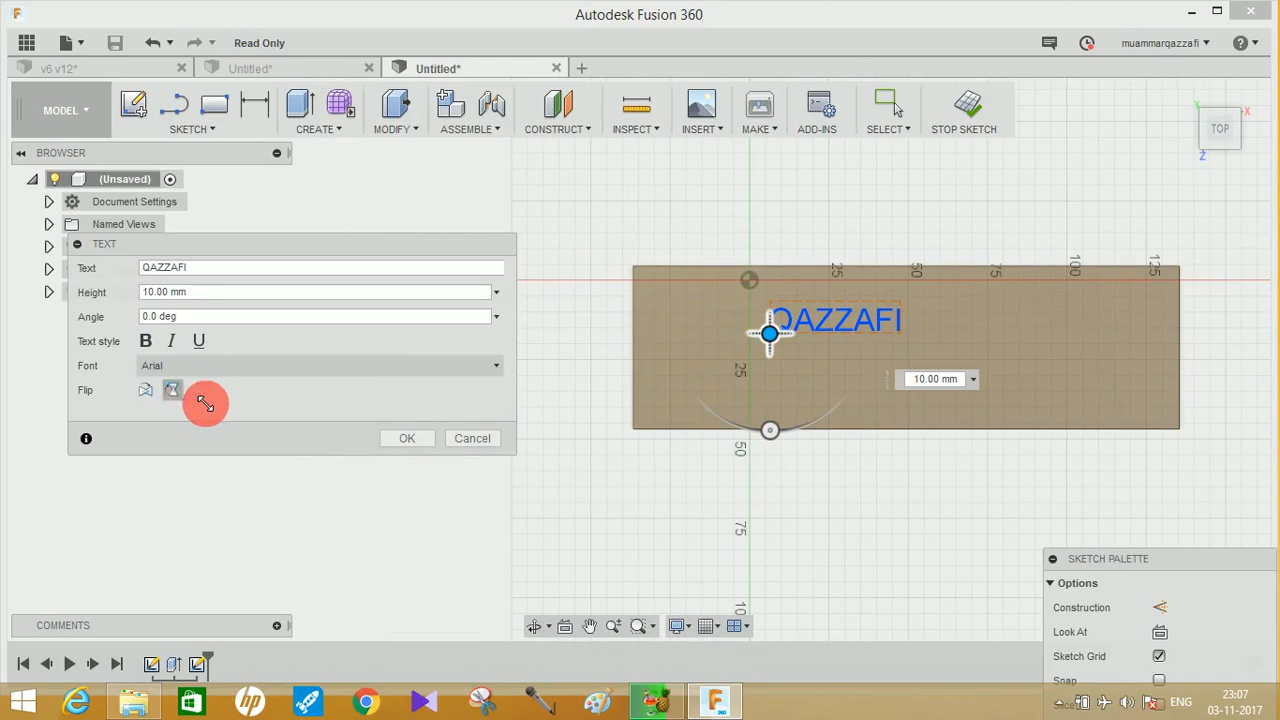 Autodesk Fusion 360
Read Only
muammarqazzafi
v6 v12*
Untitled*
Untitled*
MODEL
SKETCH
CREATE
MODIFY
ASSEMBLE
CONSTRUCT
INSPECT
INSERT
MAKE
ADD-INS
SELECT
STOP SKETCH
BROWSER
(Unsaved)
Document Settings
Named Views
TEXT
Text
QAZZAFI
Height
10.00 mm
Angle
0.0 deg
Text style
B I U
Font
Arial
Flip
OK
Cancel
TOP
X
Y
Z
25
50
75
100
125
QAZZAFI
25
10.00 mm
50
75
10
SKETCH PALETTE
Options
Construction
Look At
Sketch Grid
Snap
COMMENTS
ENG
23:07
03-11-2017